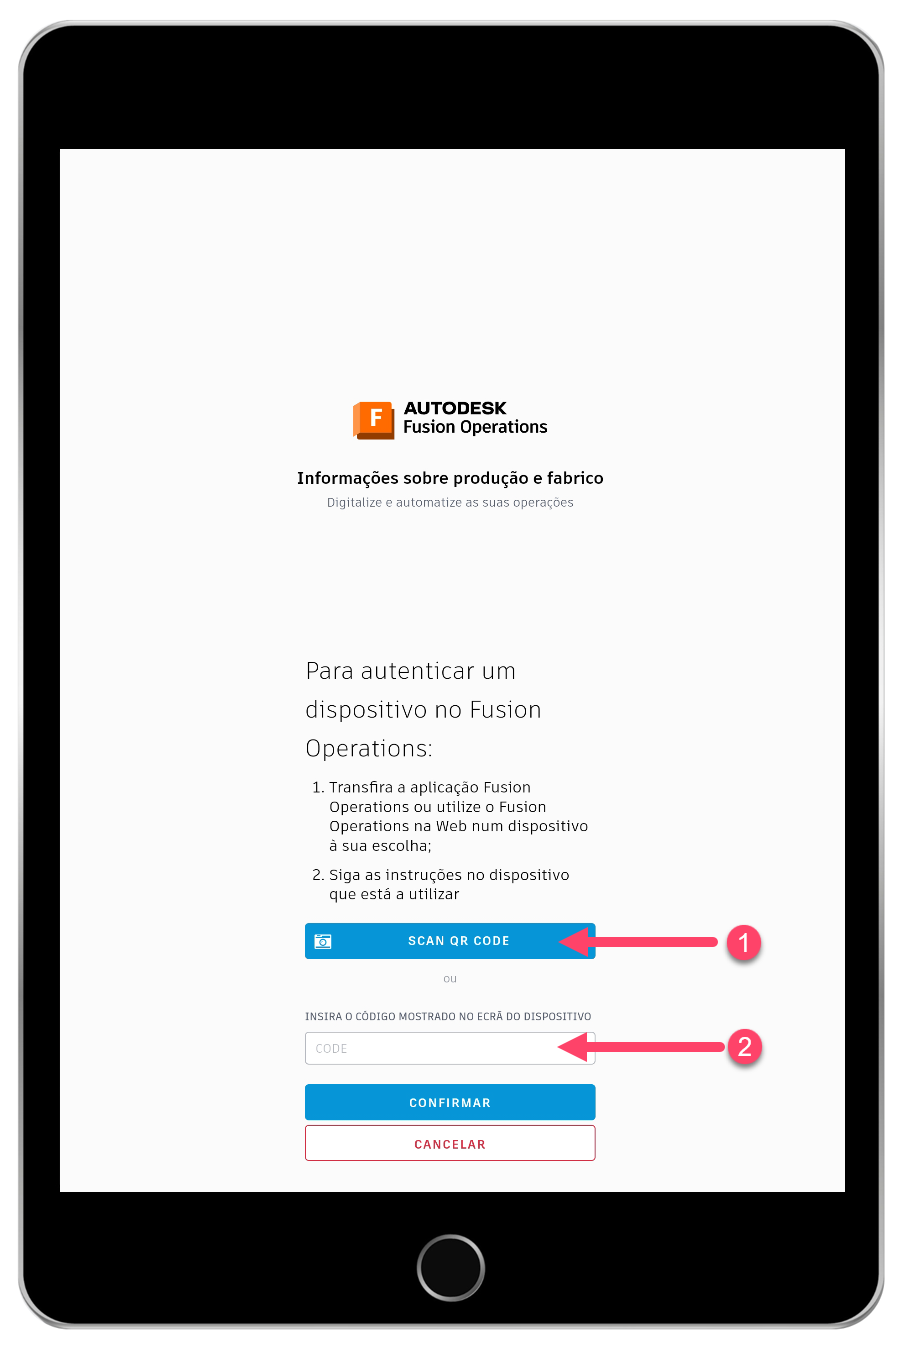 F
AUTODESK
Fusion Operations
Informações sobre produção e fabrico
Digitalize e automatize as suas operações
Para autenticar um
dispositivo no Fusion
Operations:
1. Transfira a aplicação Fusion
Operations ou utilize o Fusion
Operations na Web num dispositivo
à sua escolha;
2. Siga as instruções no dispositivo
que está a utilizar
SCAN QR CODE
1
ou
INSIRA O CÓDIGO MOSTRADO NO ECRÃ DO DISPOSITIVO
CODE
2
CONFIRMAR
CANCELAR